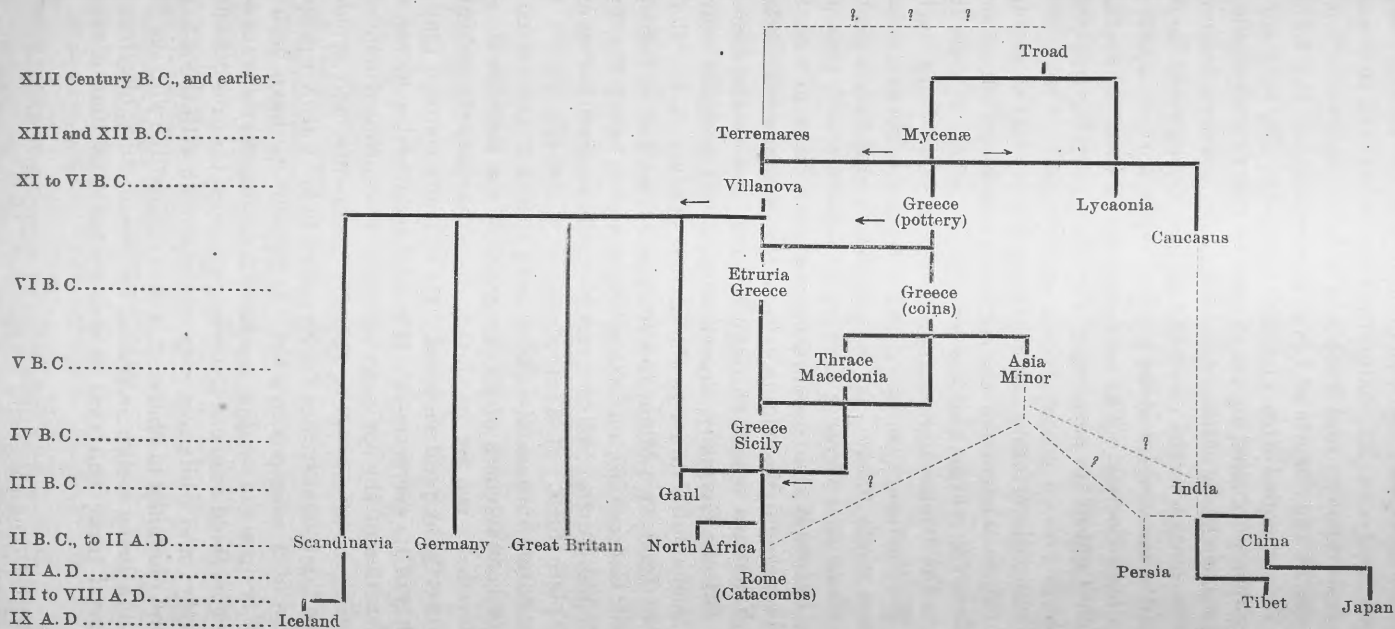 ? ? ?
Troad
XIII Century B. C., and earlier.
XIII and XII B. C..................
Terremares
Mycenæ
← →
XI to VI B. C........................
Villanova
←
Greece
(pottery)
←
Lycaonia
Caucasus
VI B. C................................
Etruria
Greece
Greece
(coins)
V B. C .................................
Thrace
Macedonia
Asia
Minor
IV B. C ................................
Greece
Sicily
?
?
?
III B. C ...............................
Gaul
←
India
II B. C., to II A. D................
Scandinavia
Germany
Great Britain
North Africa
China
III A. D ................................
Rome
(Catacombs)
Persia
III to VIII A. D....................
Tibet
Japan
IX A. D ................................
Iceland